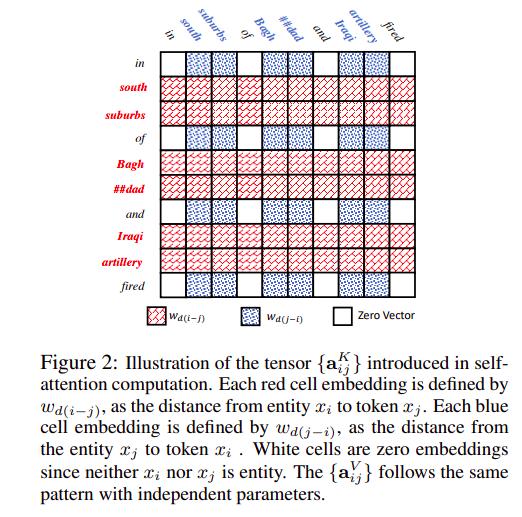 in south suburbs of Bagh ##dad and Iraqi artillery fired
in
south
suburbs
of
Bagh
##dad
and
Iraqi
artillery
fired
w_{d(i−j)} w_{d(j−i)} Zero Vector
Figure 2: Illustration of the tensor {a^K_{ij}} introduced in self-
attention computation. Each red cell embedding is defined by
w_{d(i−j)}, as the distance from entity x_i to token x_j. Each blue
cell embedding is defined by w_{d(j−i)}, as the distance from
the entity x_j to token x_i . White cells are zero embeddings
since neither x_i nor x_j is entity. The {a^V_{ij}} follows the same
pattern with independent parameters.